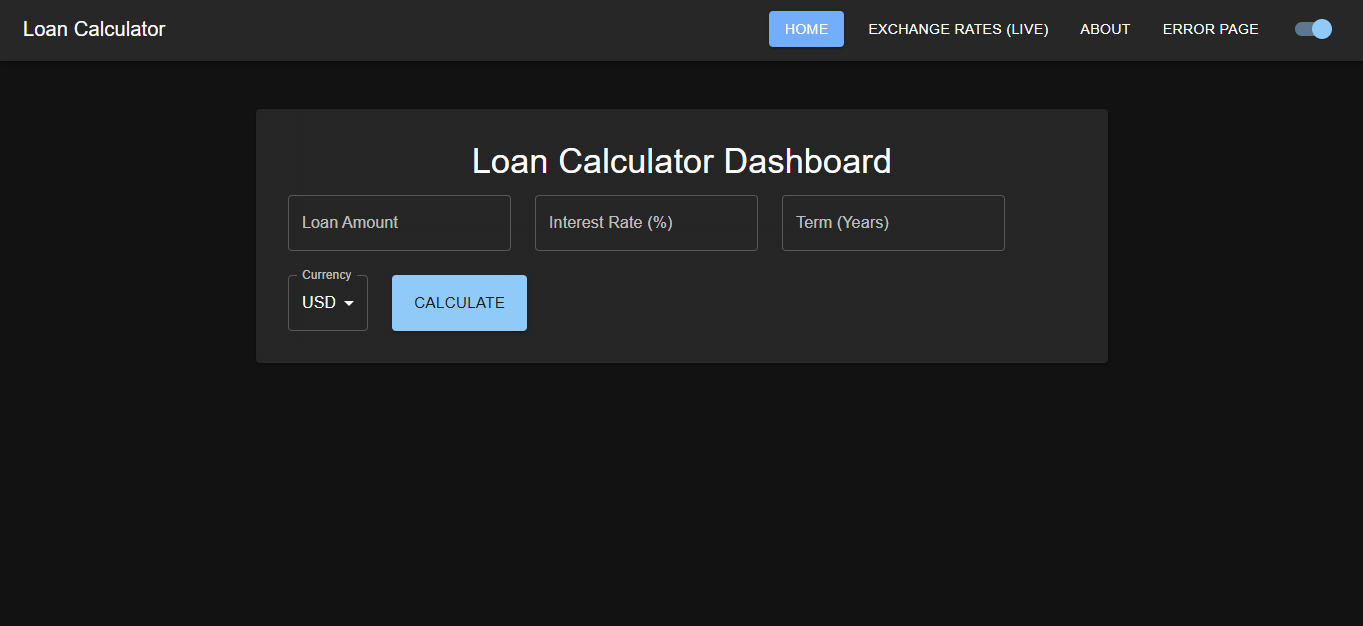 Loan Calculator
HOME
EXCHANGE RATES (LIVE)
ABOUT
ERROR PAGE
Loan Calculator Dashboard
Loan Amount
Interest Rate (%)
Term (Years)
Currency
USD
CALCULATE